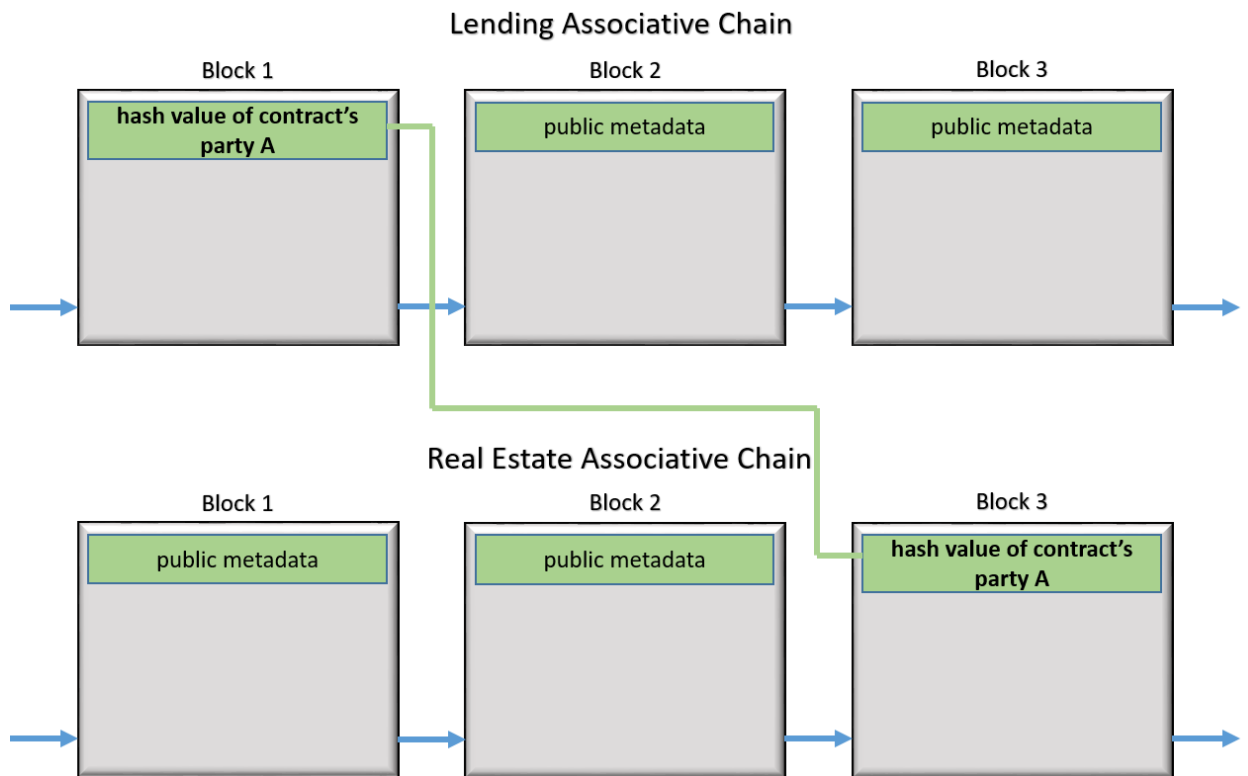 Lending Associative Chain
Block 1
Block 2
Block 3
hash value of contract’s
party A
public metadata
public metadata
Real Estate Associative Chain
Block 1
Block 2
Block 3
public metadata
public metadata
hash value of contract’s
party A